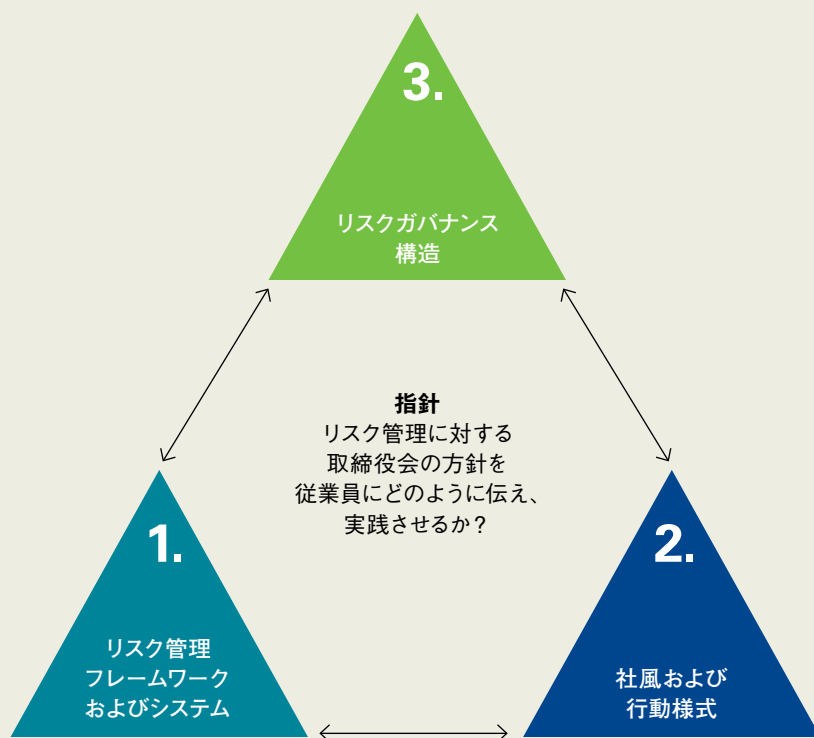 3.
リスクガバナンス
構造
指針
リスク管理に対する
取締役会の方針を
従業員にどのように伝え、
実践させるか？
1.
リスク管理
フレームワーク
およびシステム
2.
社風および
行動様式